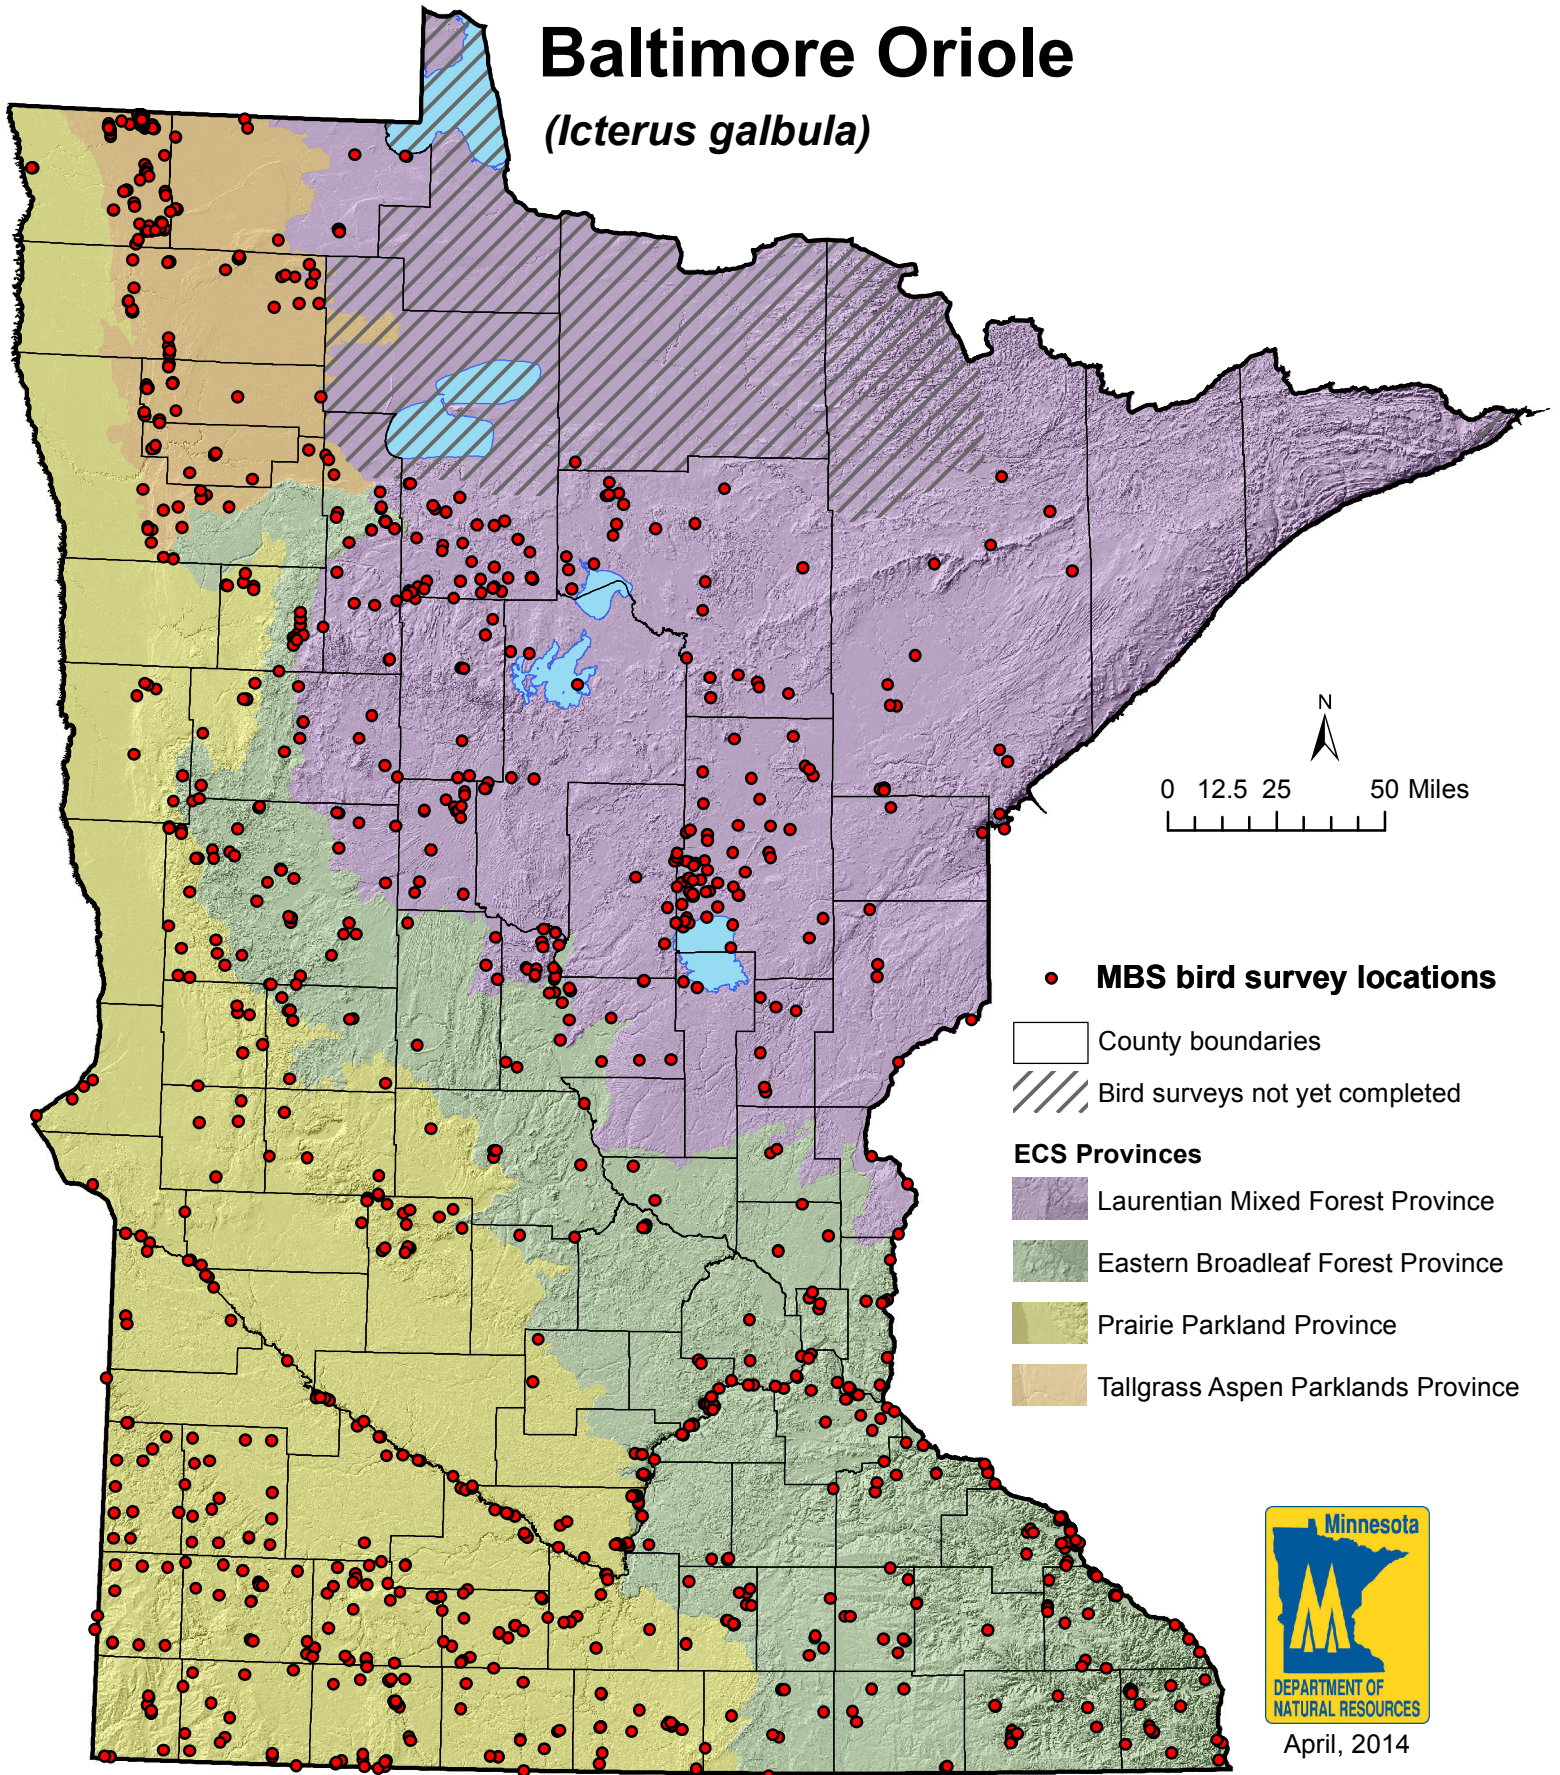 Baltimore Oriole
(Icterus galbula)
N
0 12.5 25 50 Miles
MBS bird survey locations
County boundaries
Bird surveys not yet completed
ECS Provinces
Laurentian Mixed Forest Province
Eastern Broadleaf Forest Province
Prairie Parkland Province
Tallgrass Aspen Parklands Province
Minnesota
DEPARTMENT OF
NATURAL RESOURCES
April, 2014